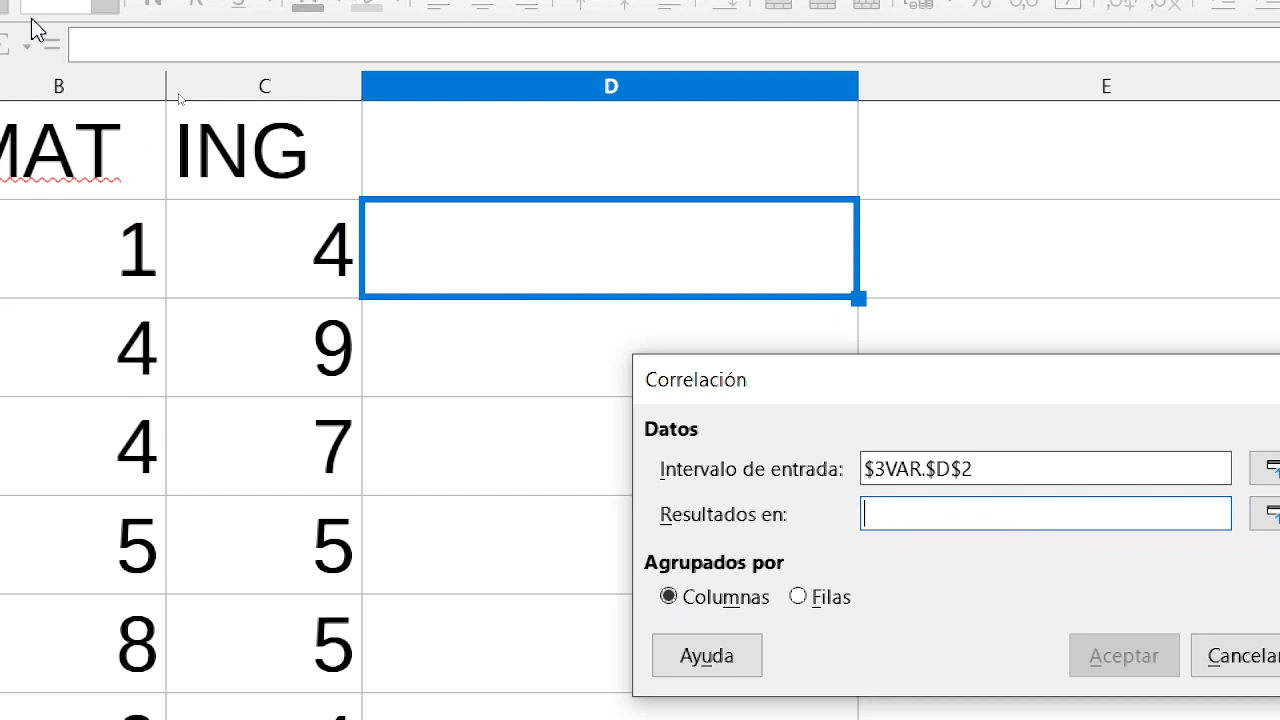 B C D E
MAT ING
1 4
4 9
4 7
5 5
8 5
Correlación
Datos
Intervalo de entrada: $3VAR.$D$2
Resultados en:
Agrupados por
Columnas Filas
Ayuda Aceptar Cancelar